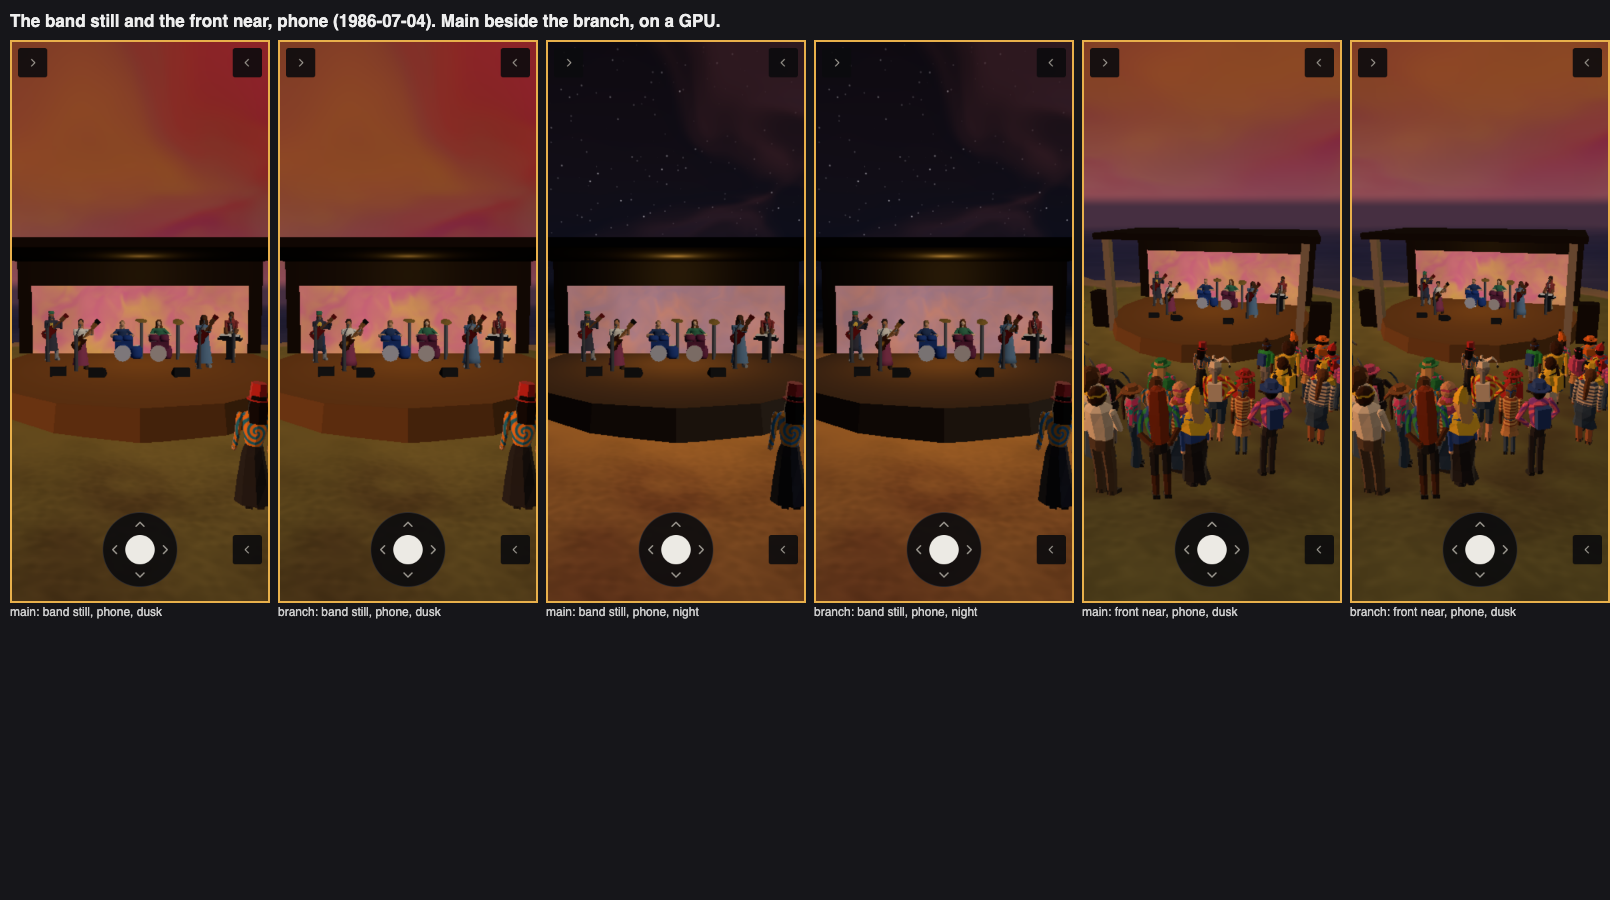 The band still and the front near, phone (1986-07-04). Main beside the branch, on a GPU.
main: band still, phone, dusk
branch: band still, phone, dusk
main: band still, phone, night
branch: band still, phone, night
main: front near, phone, dusk
branch: front near, phone, dusk